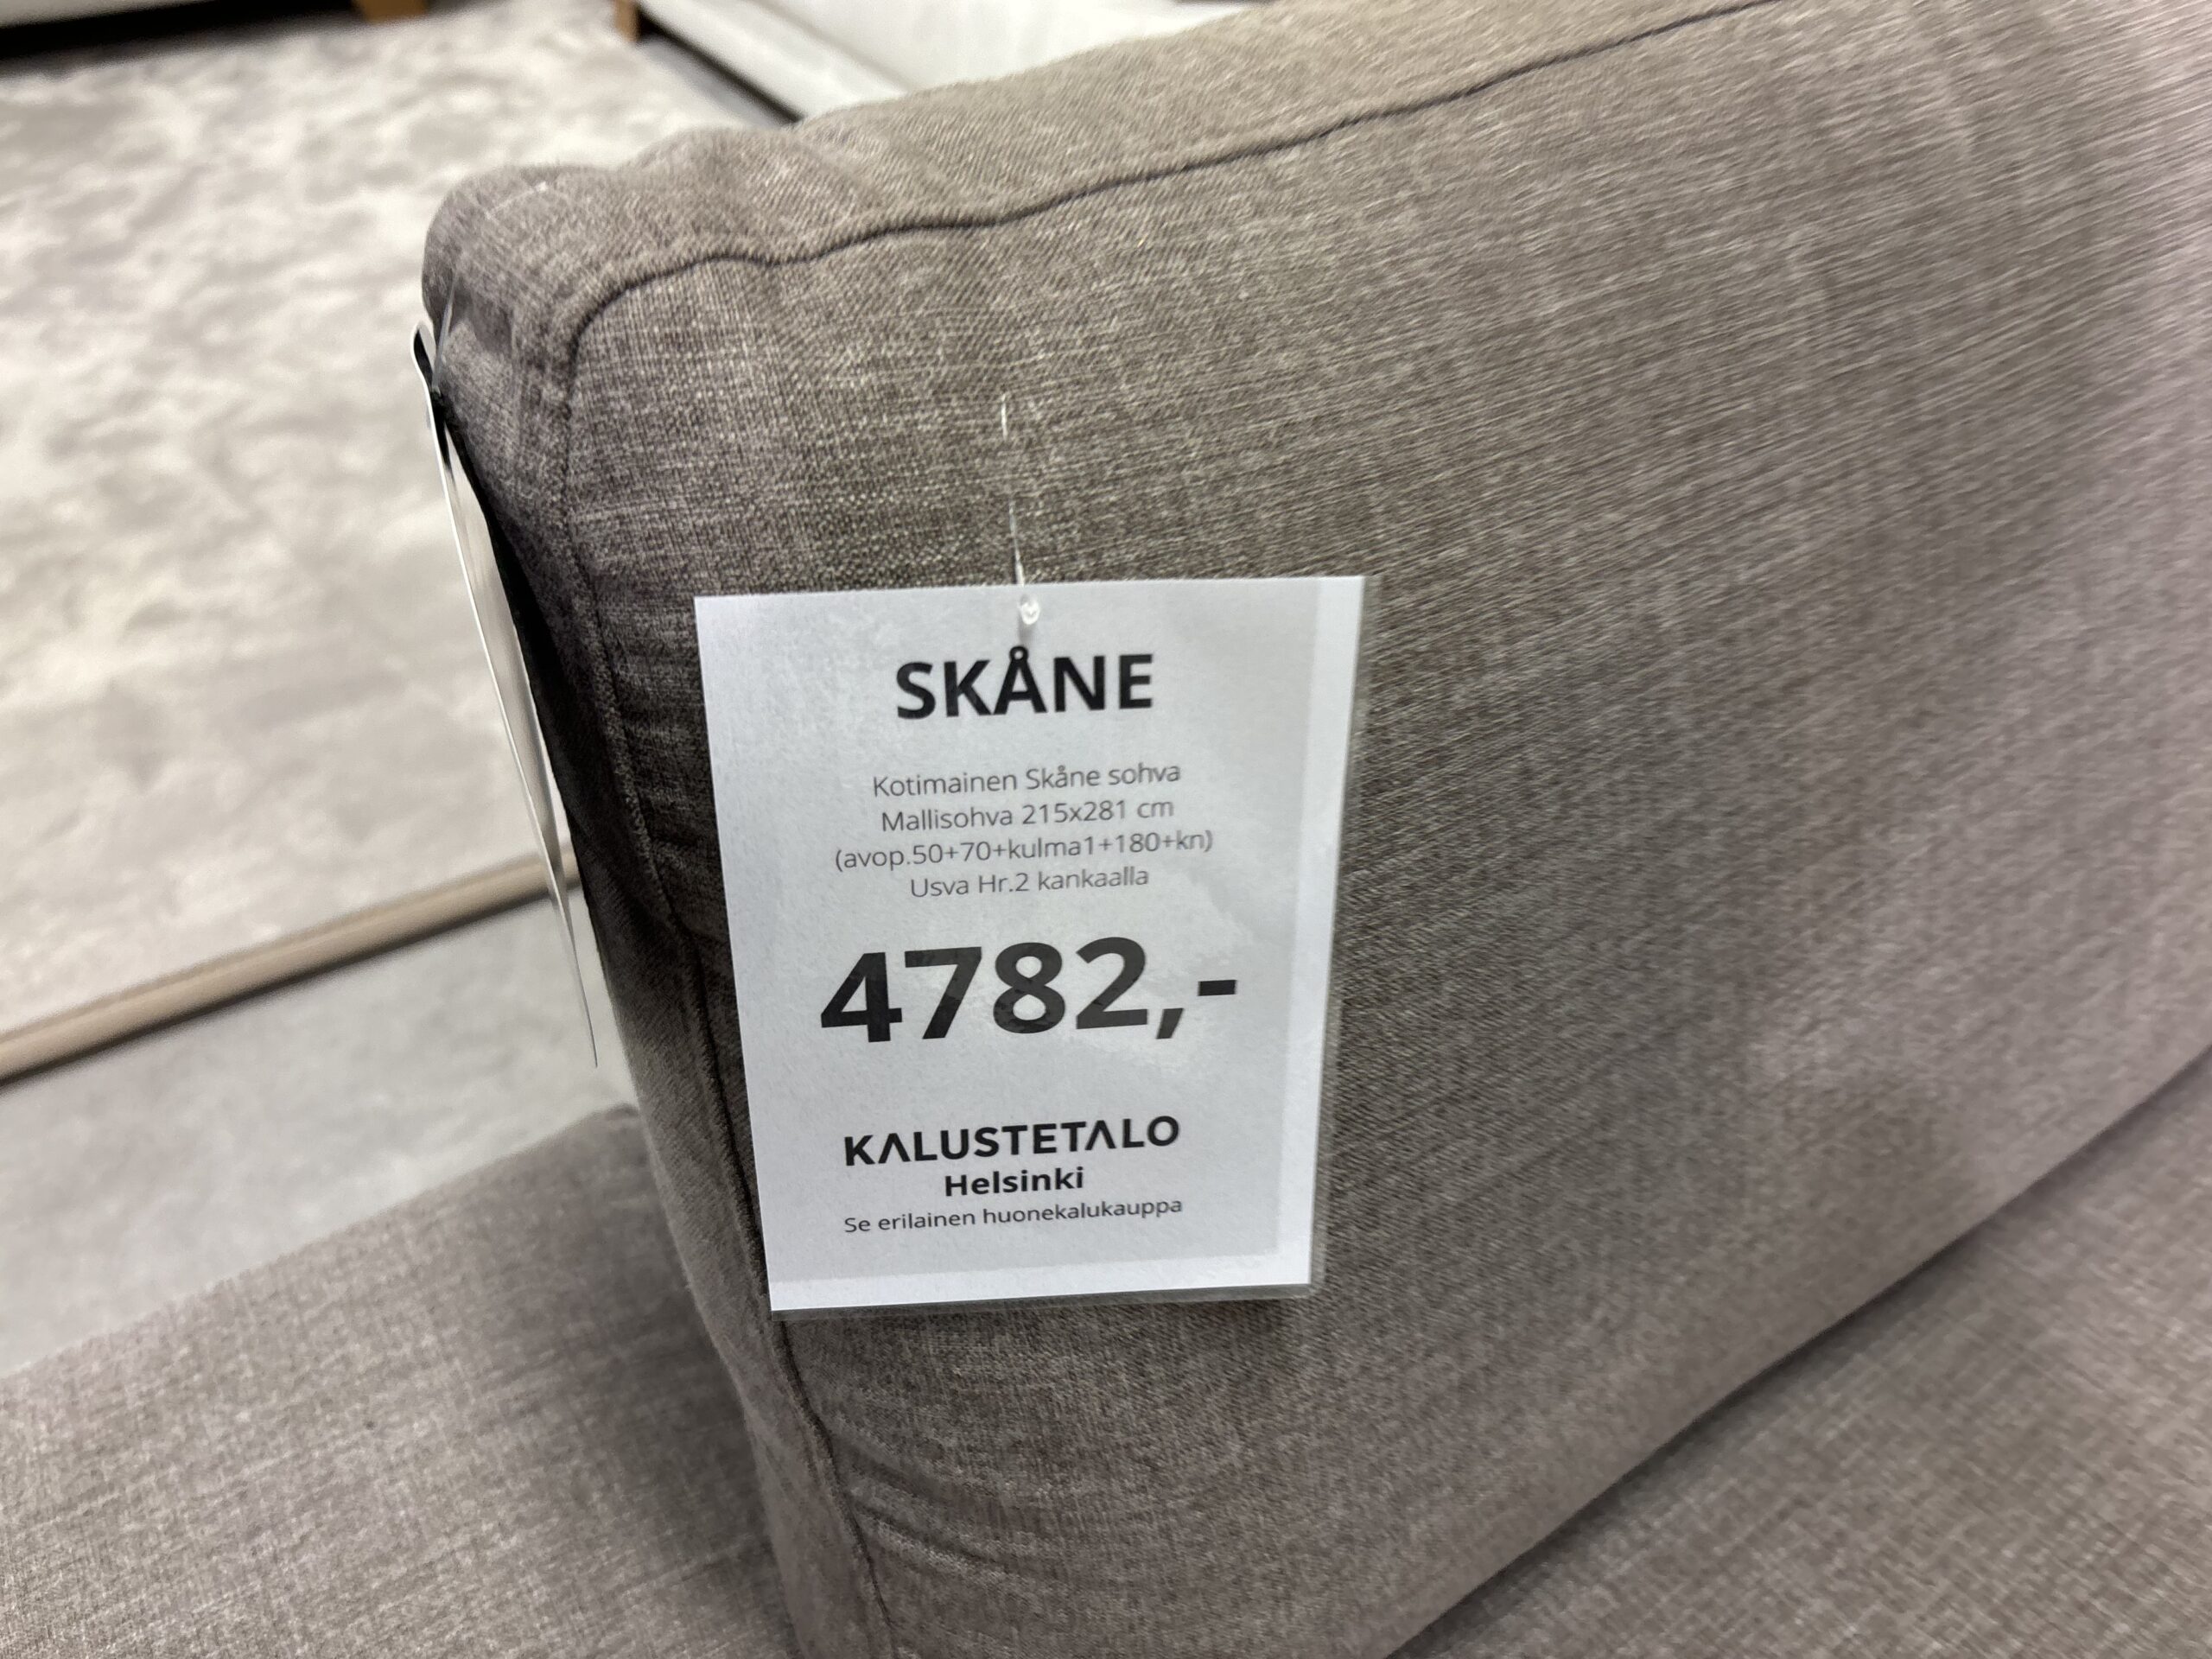 SKÅNE
Kotimainen Skåne sohva
Mallisohva 215x281 cm
(avop.50+70+kulma1+180+kn)
Usva Hr.2 kankaalla
4782,-
KALUSTETALO
Helsinki
Se erilainen huonekalukauppa